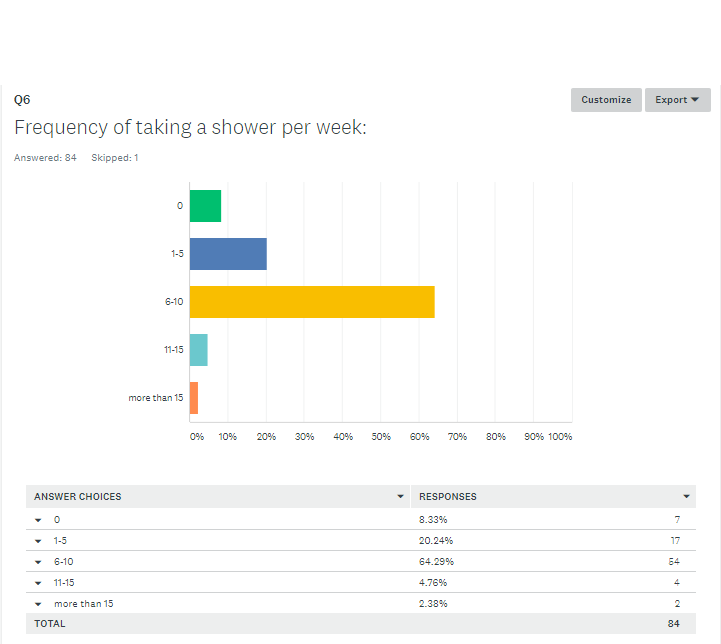 Q6
Customize
Export
Frequency of taking a shower per week:
Answered: 84 Skipped: 1
0
1-5
6-10
11-15
more than 15
0% 10% 20% 30% 40% 50% 60% 70% 80% 90% 100%
ANSWER CHOICES RESPONSES
0 8.33% 7
1-5 20.24% 17
6-10 64.29% 54
11-15 4.76% 4
more than 15 2.38% 2
TOTAL 84